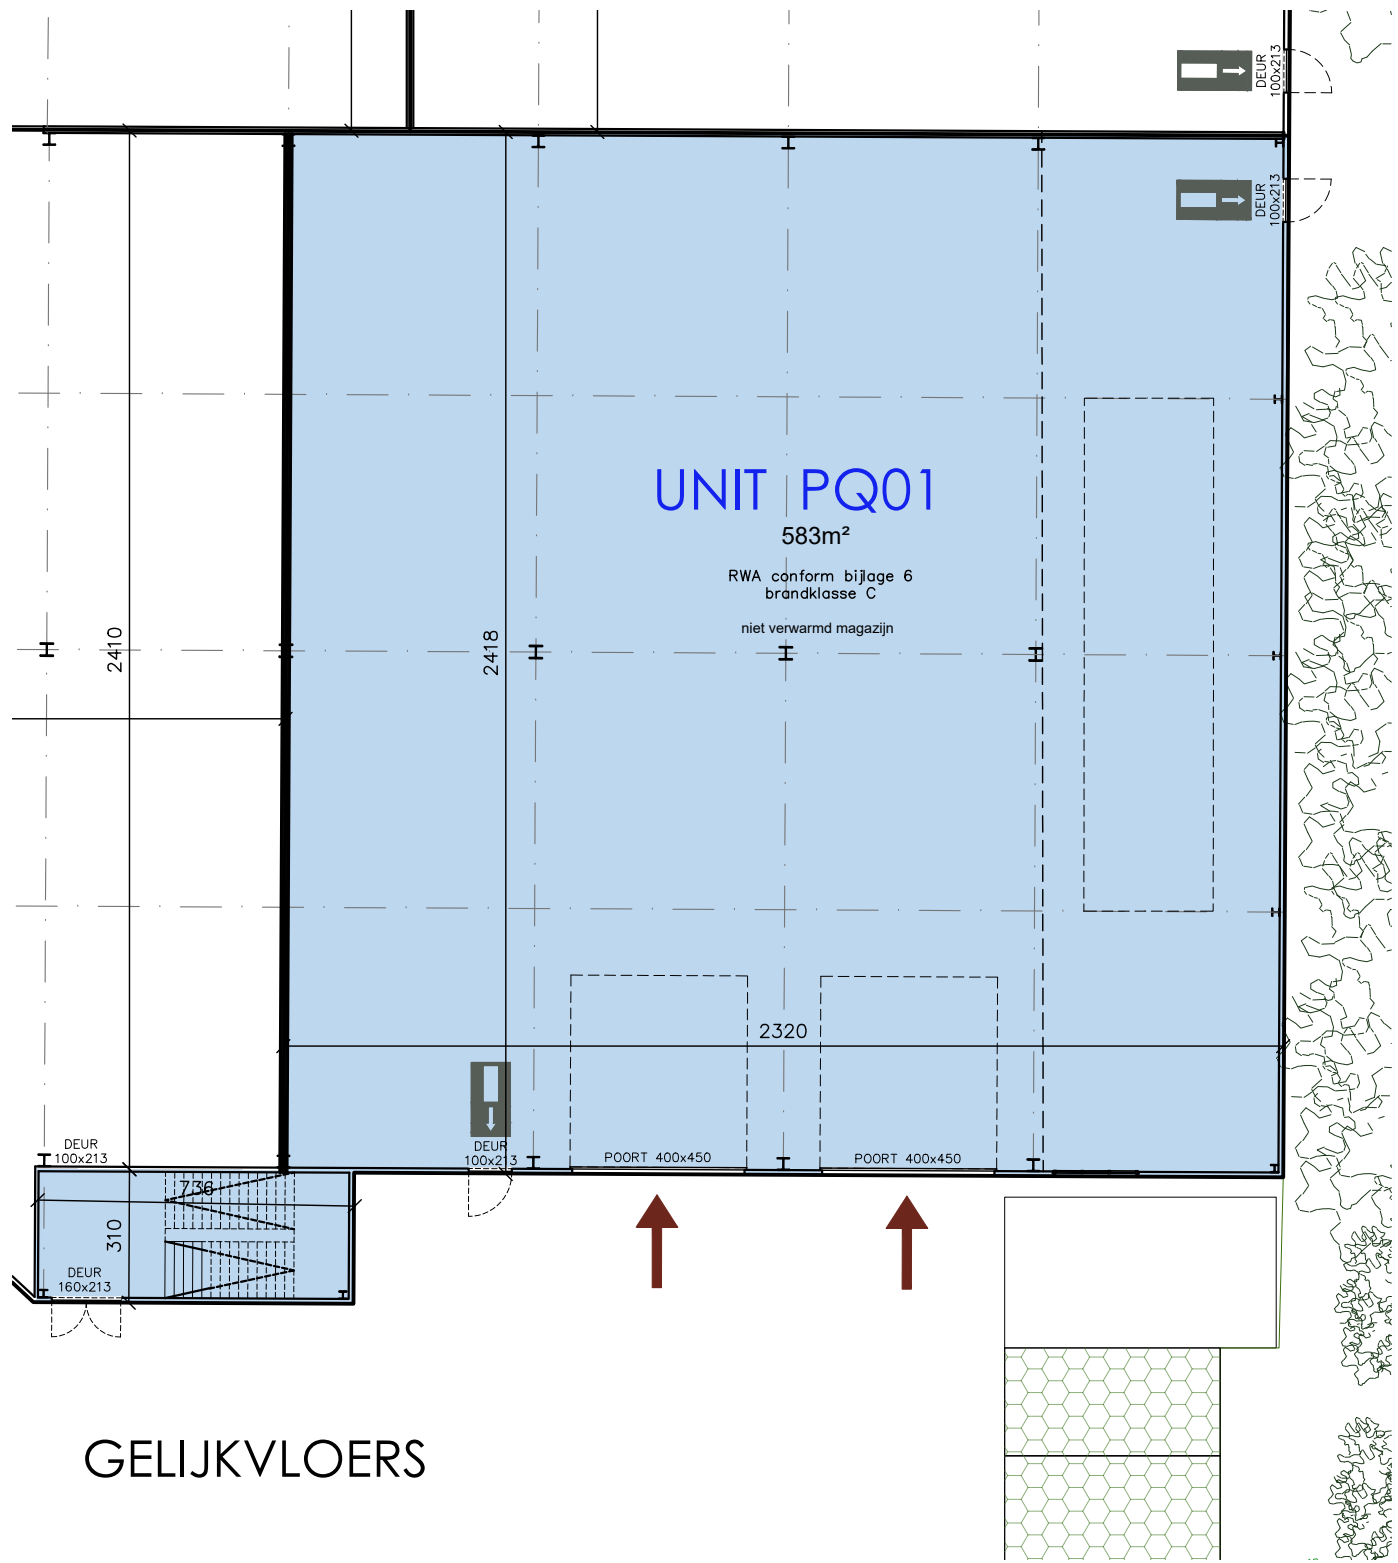 DEUR
100x213
DEUR
100x213
UNIT PQ01
583m²
RWA conform bijlage 6
brandklasse C
niet verwarmd magazijn
2410
2418
2320
DEUR
100x213
DEUR
100x213
POORT 400x450
POORT 400x450
736
310
DEUR
160x213
GELIJKVLOERS